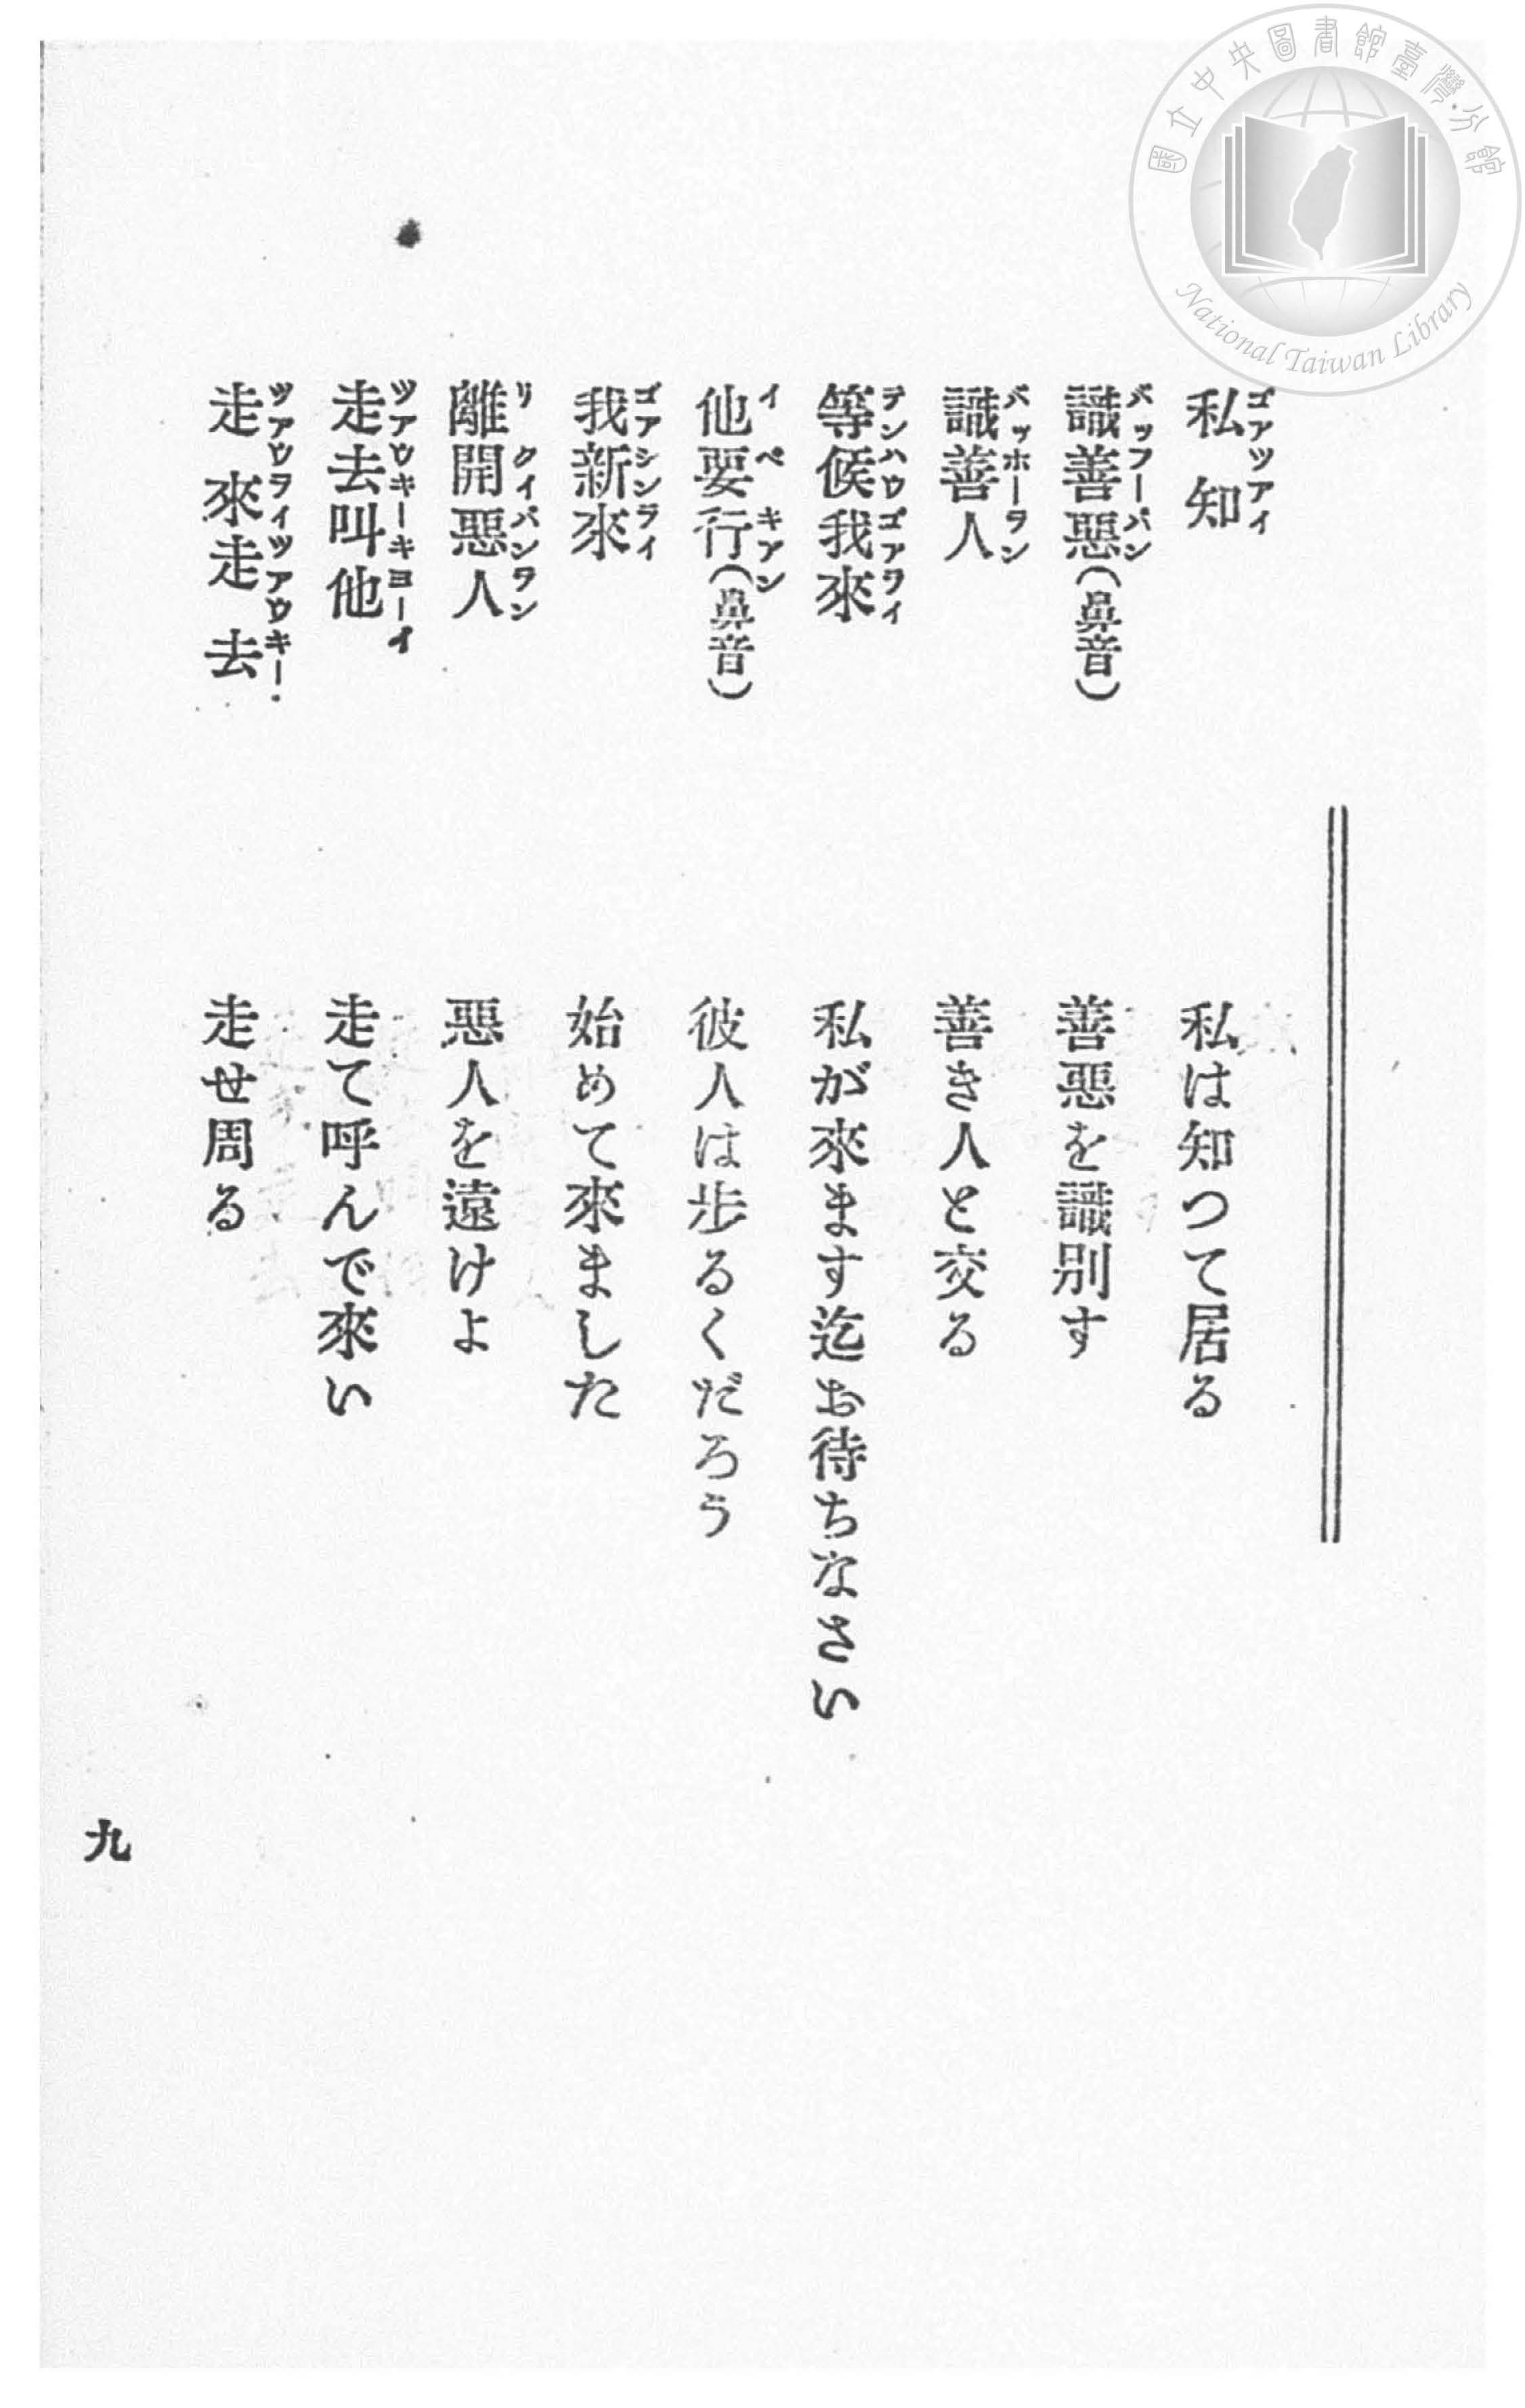 國立中央圖書館臺灣分館
National Taiwan Library
私知
ゴアツアイ
私は知つて居る
識善惡(鼻音)
バッフーパン
善惡を識別す
識善人
バッホーラン
善き人と交る
等候我來
テンハウゴアライ
私が來ます迄お待ちなさい
他要行(鼻音)
イベキアン
彼人は歩るくだろう
我新來
ゴアシンライ
始めて來ました
離開惡人
リクイパンラン
惡人を遠けよ
走去叫他
ツアウキーキヨーイ
走て呼んで來い
走來走去
ツアウライツアウキー
走せ周る
九